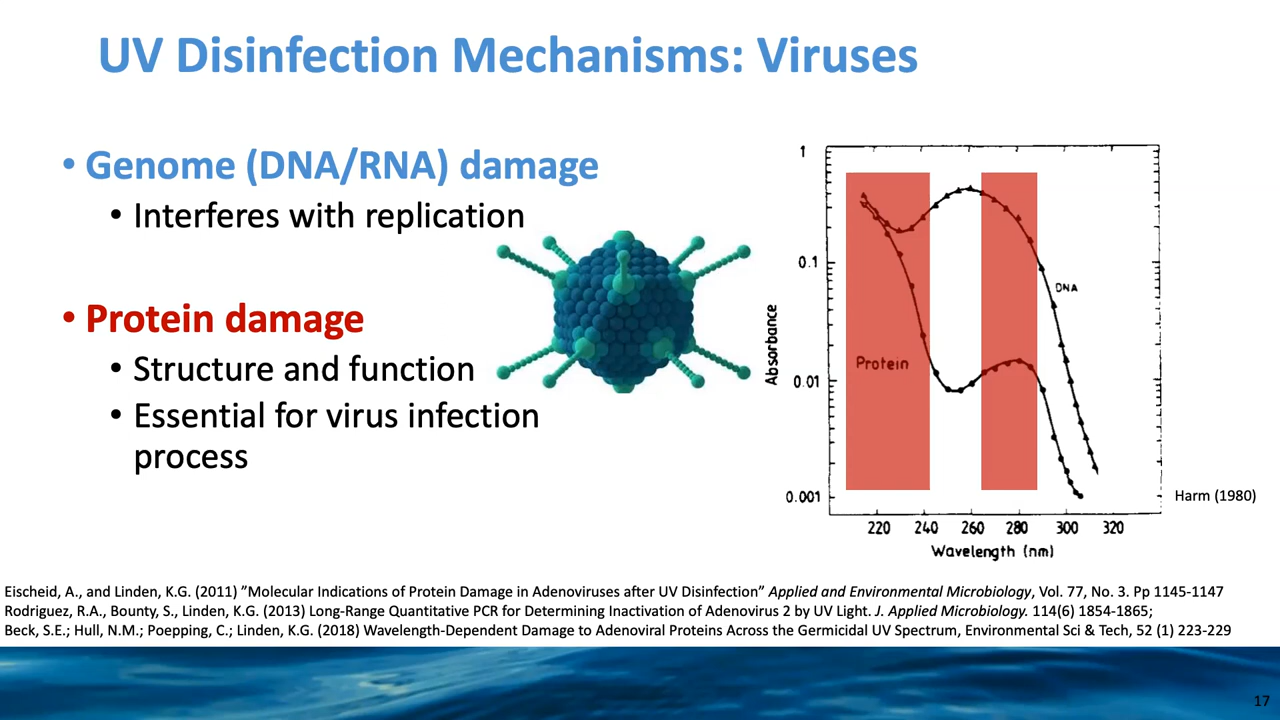 UV Disinfection Mechanisms: Viruses
• Genome (DNA/RNA) damage
• Interferes with replication
• Protein damage
• Structure and function
• Essential for virus infection
process
1
0.1
0.01
0.001
Absorbance
Protein
DNA
220 240 260 280 300 320
Wavelength (nm)
Harm (1980)
Eischeid, A., and Linden, K.G. (2011) ”Molecular Indications of Protein Damage in Adenoviruses after UV Disinfection” Applied and Environmental Microbiology, Vol. 77, No. 3. Pp 1145-1147
Rodriguez, R.A., Bounty, S., Linden, K.G. (2013) Long-Range Quantitative PCR for Determining Inactivation of Adenovirus 2 by UV Light. J. Applied Microbiology. 114(6) 1854-1865;
Beck, S.E.; Hull, N.M.; Poepping, C.; Linden, K.G. (2018) Wavelength-Dependent Damage to Adenoviral Proteins Across the Germicidal UV Spectrum, Environmental Sci & Tech, 52 (1) 223-229
17